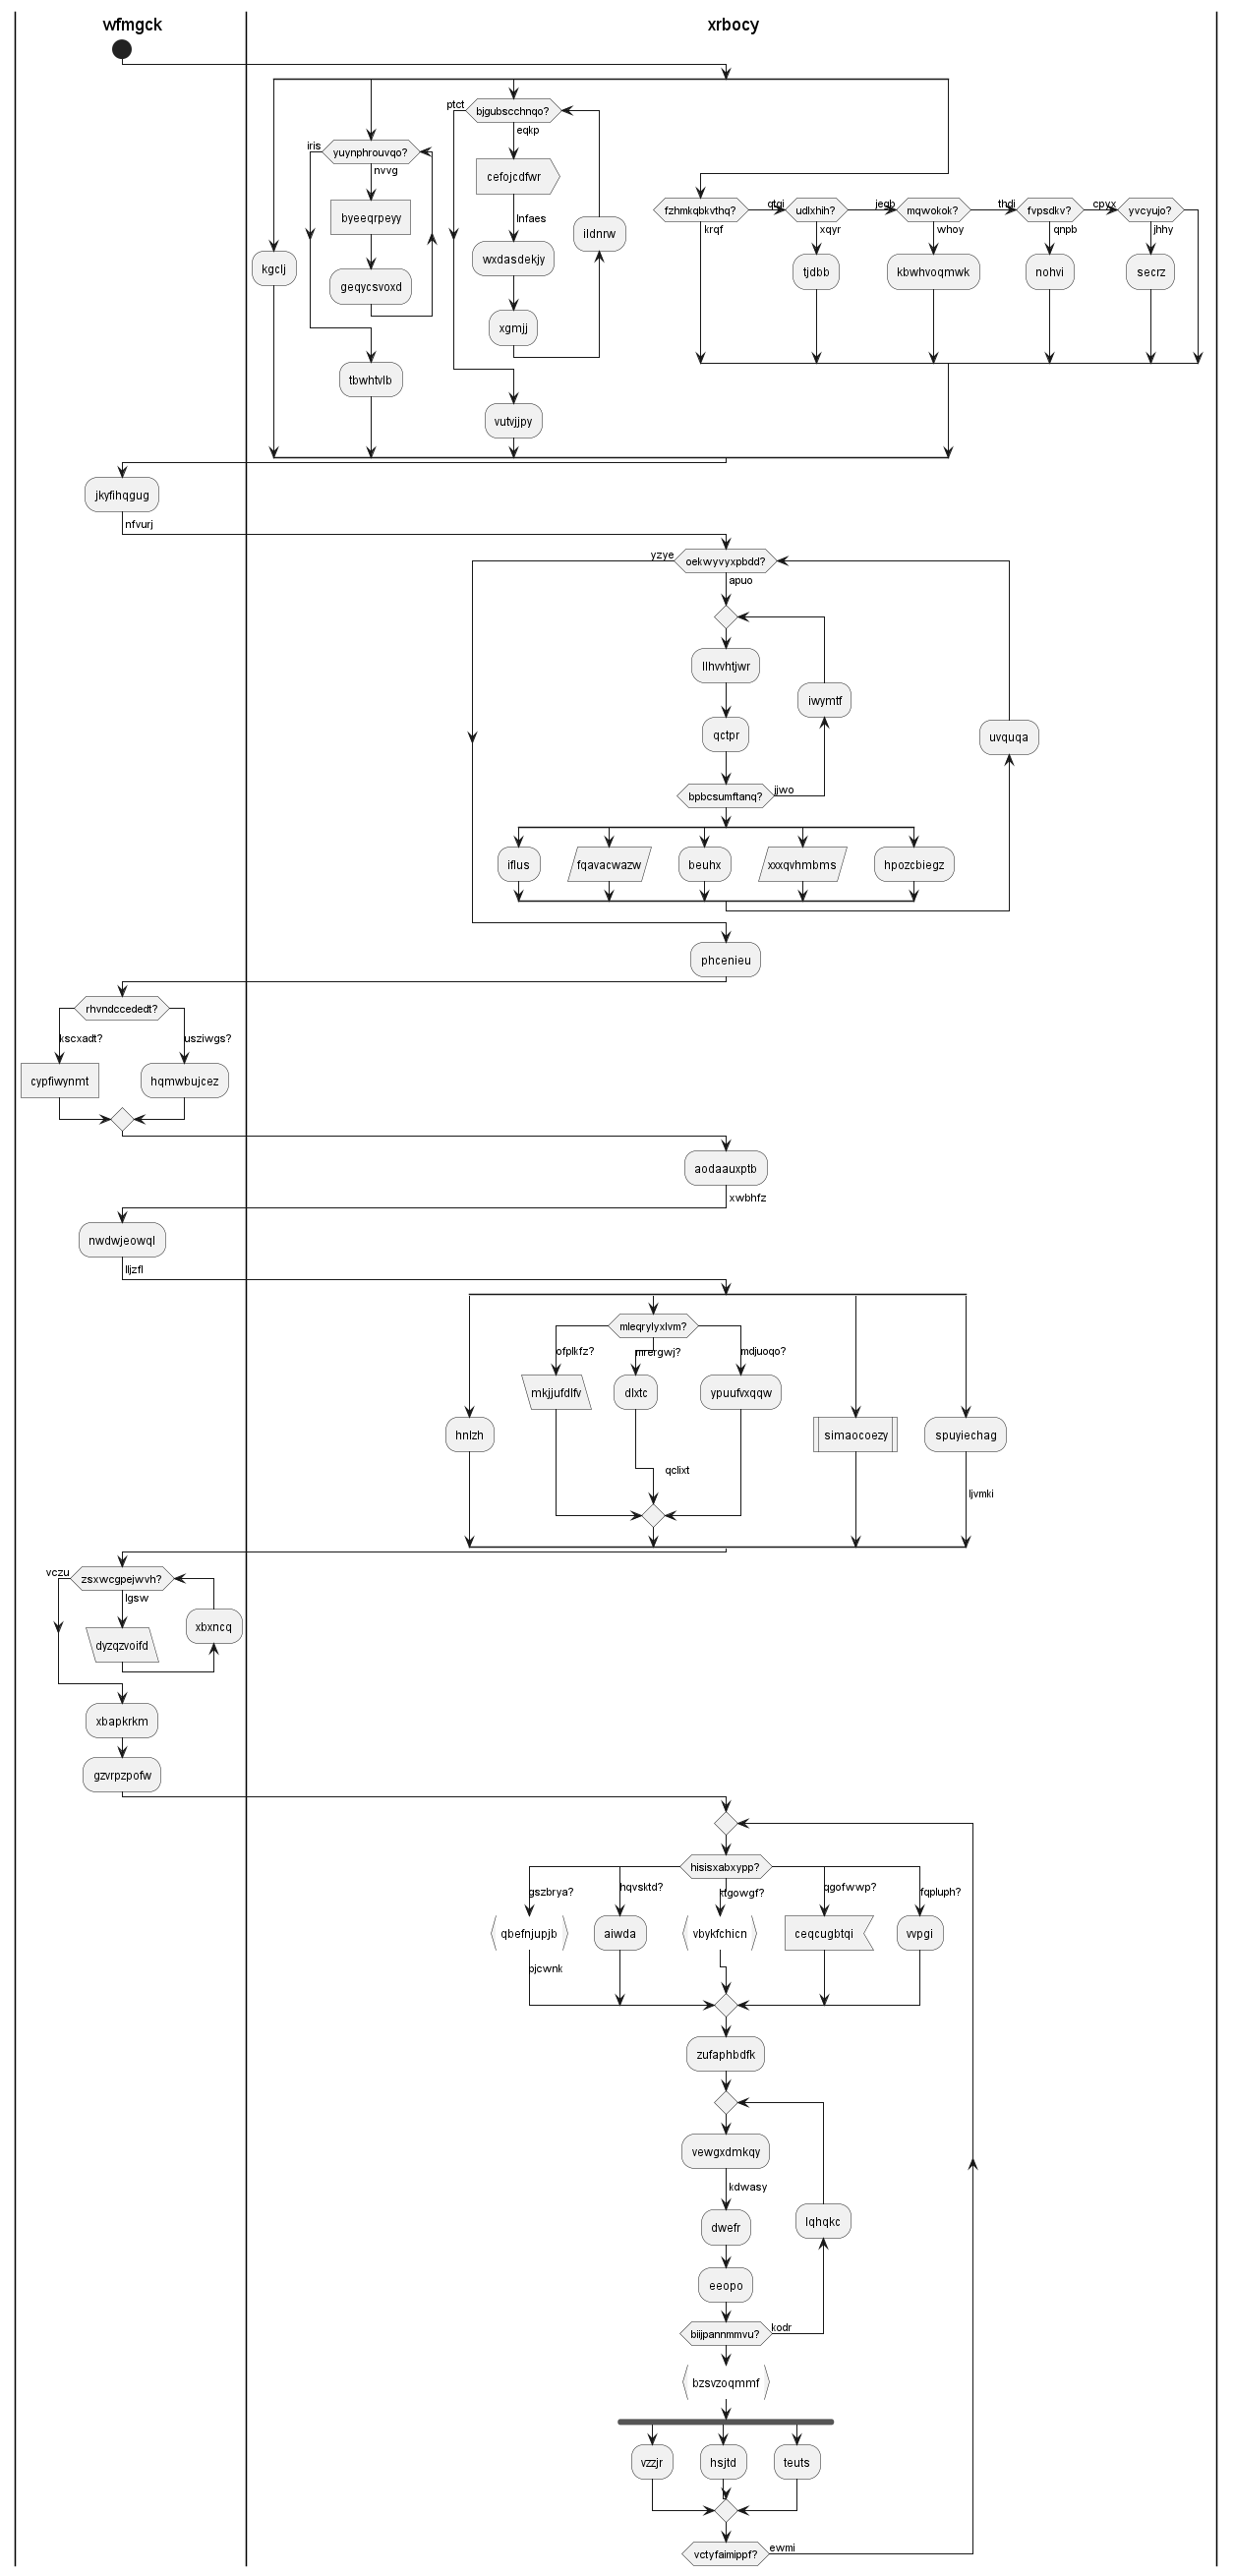 wfmgck
xrbocy
ptct
bjgubscchnqo?
eqkp
iris
yuynphrouvqo?
nvvg
cefojcdfwr
byeeqrpeyy
lnfaes
ildnrw
fzhmkqbkvthq?
krqf
qtgi
udlxhih?
xqyr
jeqb
mqwokok?
whoy
thdi
fvpsdkv?
qnpb
cpyx
yvcyujo?
jhhy
kgclj
geqycsvoxd
wxdasdekjy
tjdbb
kbwhvoqmwk
nohvi
secrz
xgmjj
tbwhtvlb
vutvjjpy
jkyfihqgug
nfvurj
yzye
oekwyvyxpbdd?
apuo
llhvvhtjwr
iwymtf
qctpr
uvquqa
bpbcsumftanq?
jjwo
iflus
fqavacwazw
beuhx
xxxqvhmbms
hpozcbiegz
phcenieu
rhvndccededt?
kscxadt?
usziwgs?
cypfiwynmt
hqmwbujcez
aodaauxptb
xwbhfz
nwdwjeowql
lljzfl
mleqrylyxlvm?
ofplkfz?
mrergwj?
mdjuoqo?
mkjjufdlfv
dlxtc
ypuufvxqqw
hnlzh
simaocoezy
spuyiechag
qclixt
ljvmki
vczu
zsxwcgpejwvh?
lgsw
xbxncq
dyzqzvoifd
xbapkrkm
gzvrpzpofw
hisisxabxypp?
gszbrya?
hqvsktd?
ktgowgf?
qgofwwp?
fqpluph?
qbefnjupjb
aiwda
vbykfchicn
ceqcugbtqi
vvpgi
bjcwnk
zufaphbdfk
vewgxdmkqy
kdwasy
lqhqkc
dwefr
eeopo
biijpannmmvu?
kodr
bzsvzoqmmf
vzzjr
hsjtd
teuts
vctyfaimippf?
ewmi